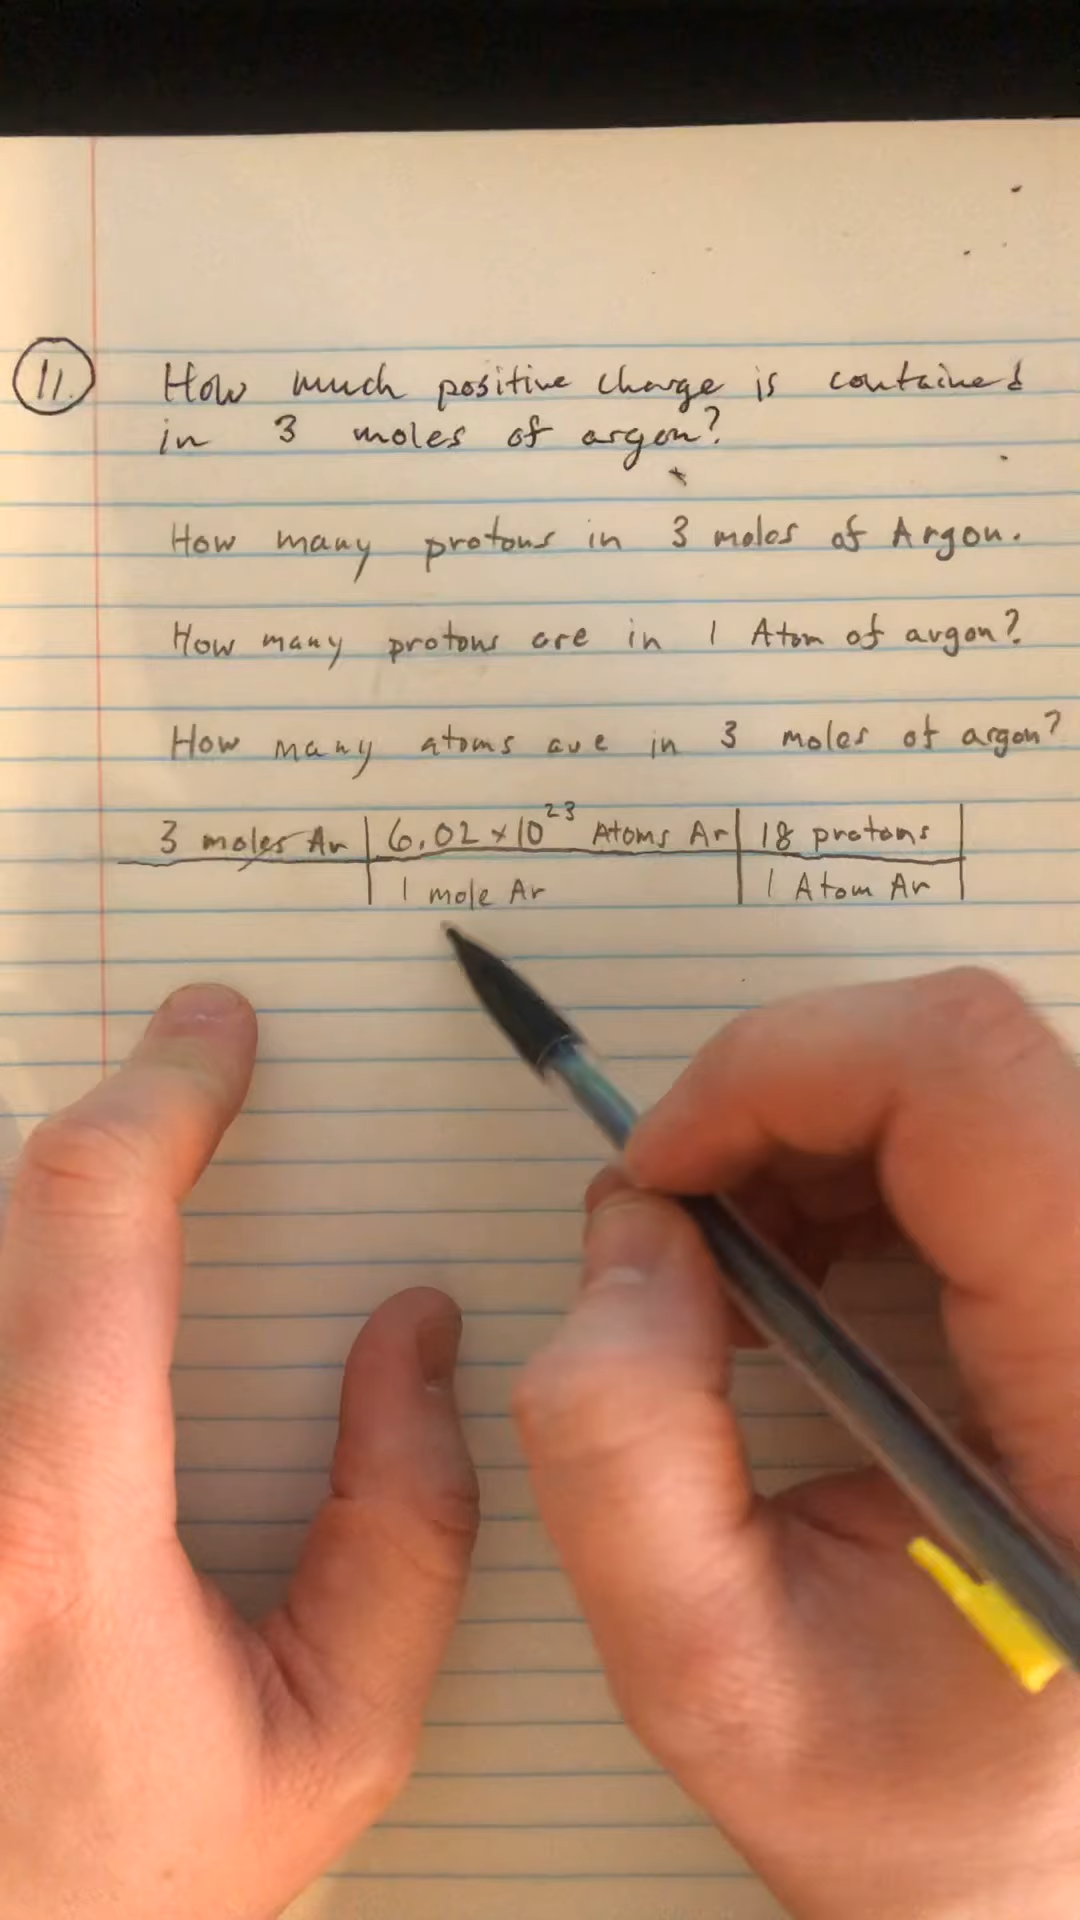 11. How much positive charge is contained
in 3 moles of argon?
How many protons in 3 moles of Argon.
How many protons are in 1 Atom of argon?
How many atoms are in 3 moles of argon?
3 moles Ar | 6.02 × 10²³ Atoms Ar | 18 protons |
| 1 mole Ar | 1 Atom Ar |